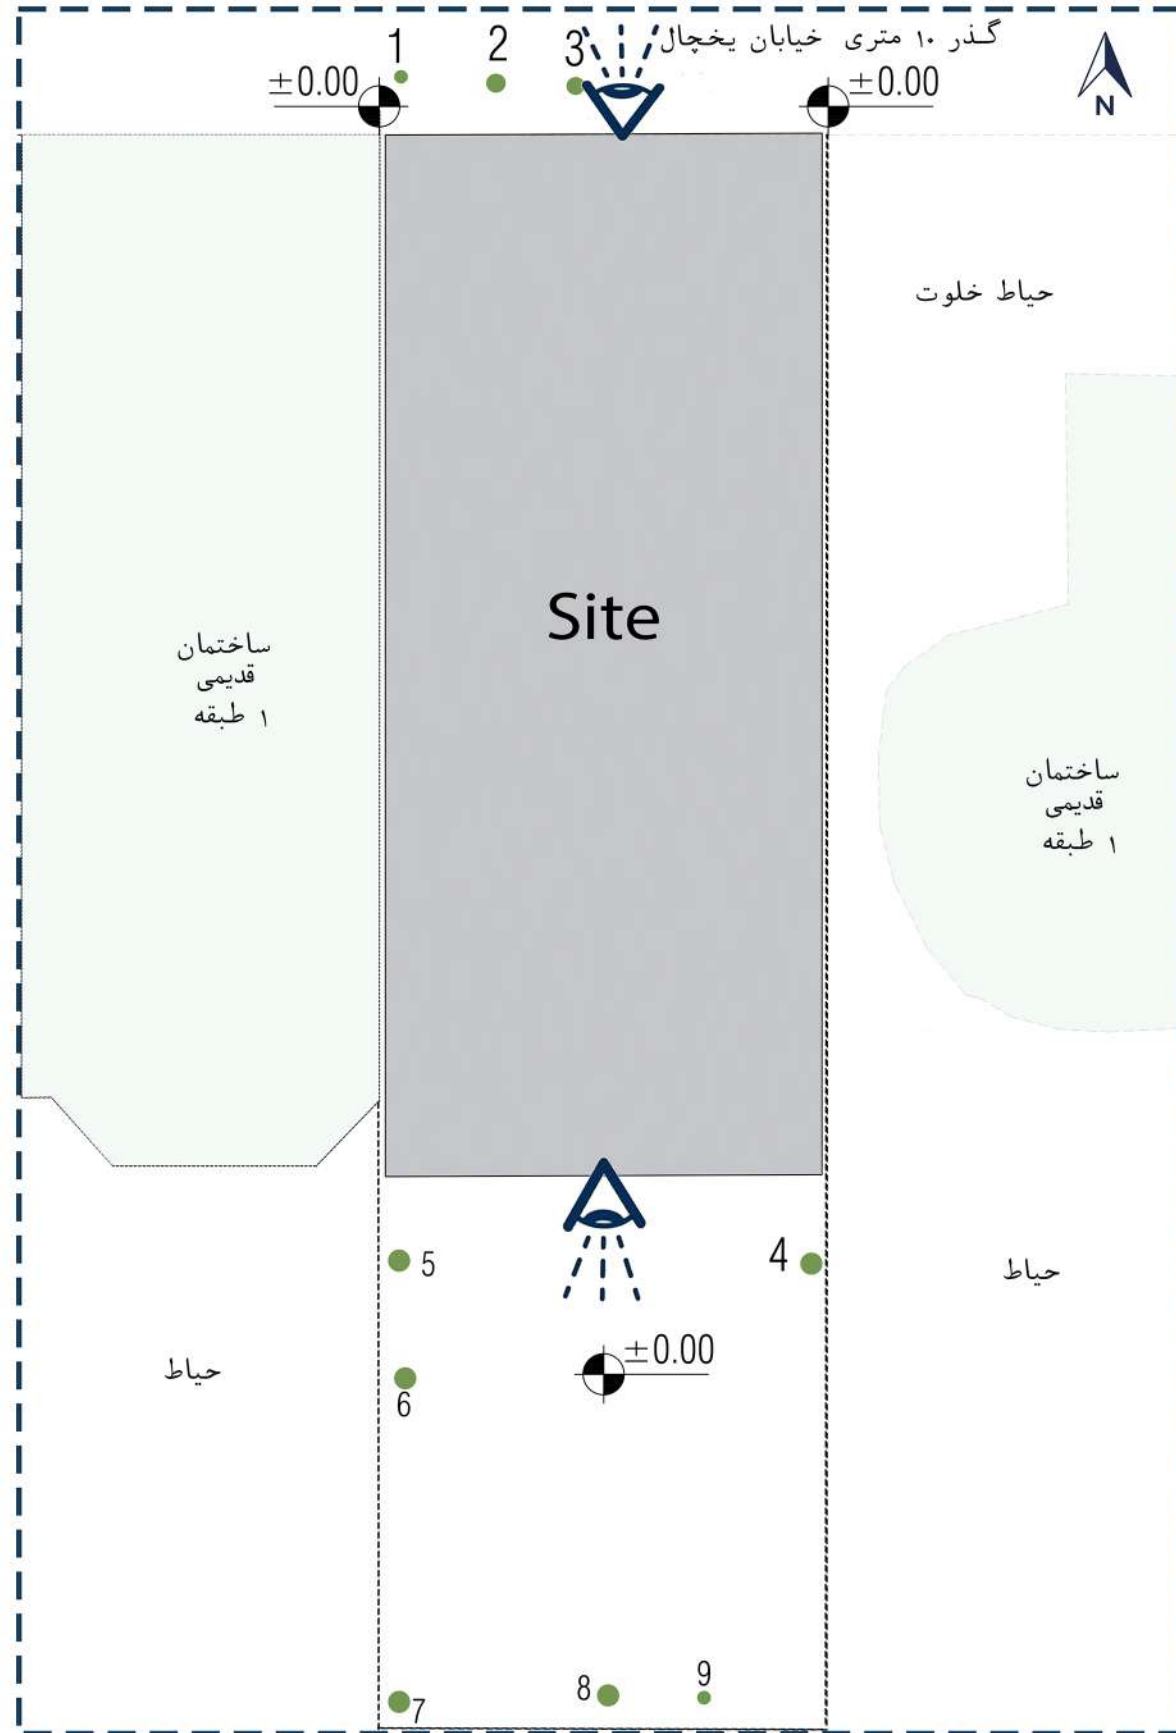 گذر ۱۰ متری خیابان یخچال
1
2
3
±0.00
±0.00
N
حیاط خلوت
Site
ساختمان
قدیمی
۱ طبقه
ساختمان
قدیمی
۱ طبقه
5
4
حیاط
±0.00
حیاط
6
8
9
7